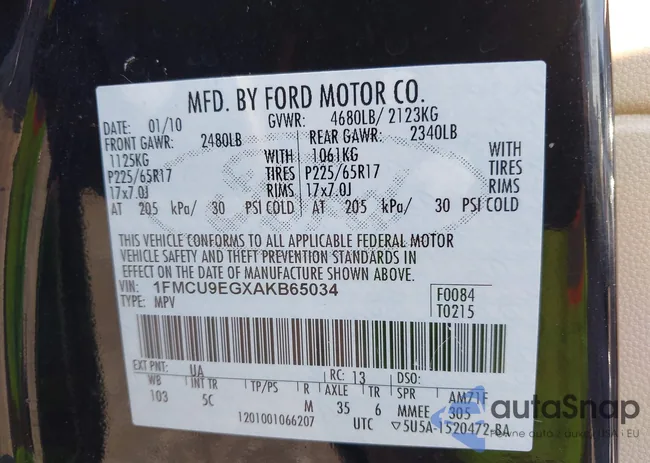 MFD. BY FORD MOTOR CO.
DATE: 01/10 GVWR: 4680LB/ 2123KG
FRONT GAWR: 2480LB REAR GAWR: 2340LB
1125KG WITH 1061KG WITH
P225/65R17 TIRES P225/65R17 TIRES
17x7.0J RIMS 17x7.0J RIMS
AT 205 kPa/ 30 PSI COLD AT 205 kPa/ 30 PSI COLD
THIS VEHICLE CONFORMS TO ALL APPLICABLE FEDERAL MOTOR
VEHICLE SAFETY AND THEFT PREVENTION STANDARDS IN
EFFECT ON THE DATE OF MANUFACTURE SHOWN ABOVE.
VIN: 1FMCU9EGXAKB65034 F0084
TYPE: MPV T0215
EXT PNT: UA RC: 13 DSO:
WB INT TR TP/PS R AXLE TR SPR AM71F
103 5C M 35 6 MMEE 305
1201001066207 UTC ▽5U5A-1520472-BA
autoSnap